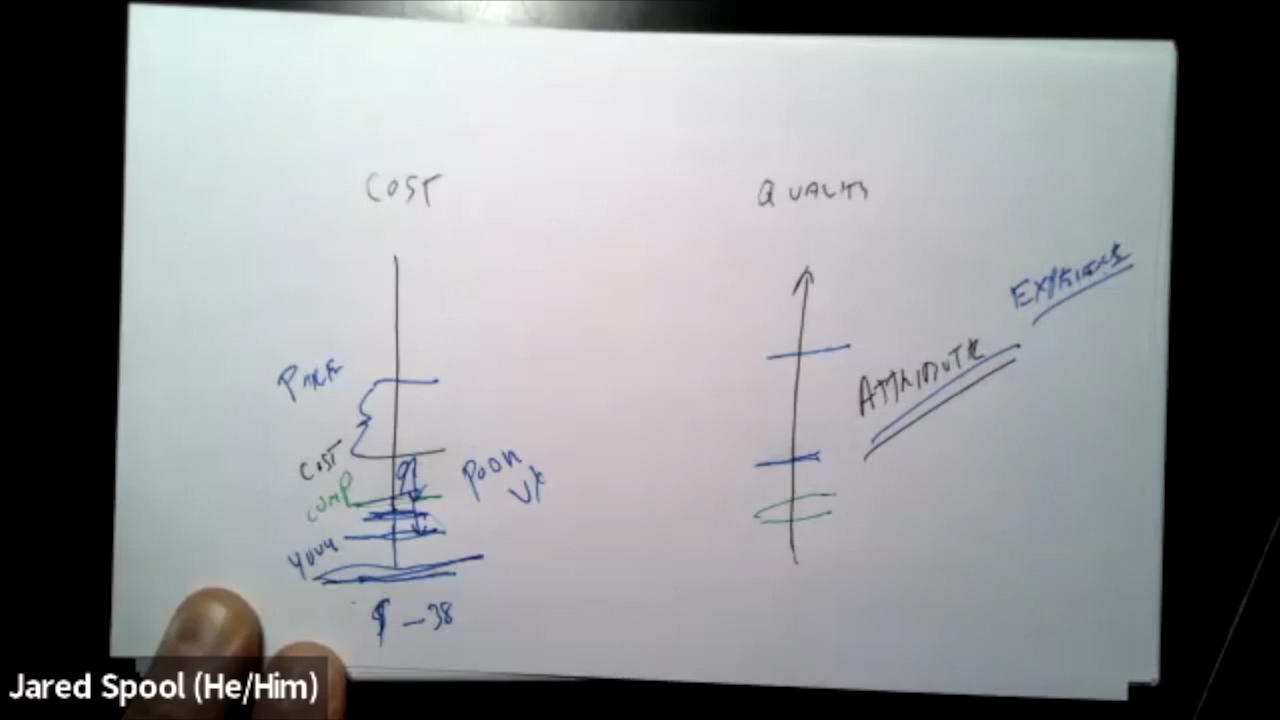 COST
QUALITY
EXPERIENCE
ATTRIBUTE
PRICE
COST
POOR
UX
COMP
YOUR
$ -38
Jared Spool (He/Him)